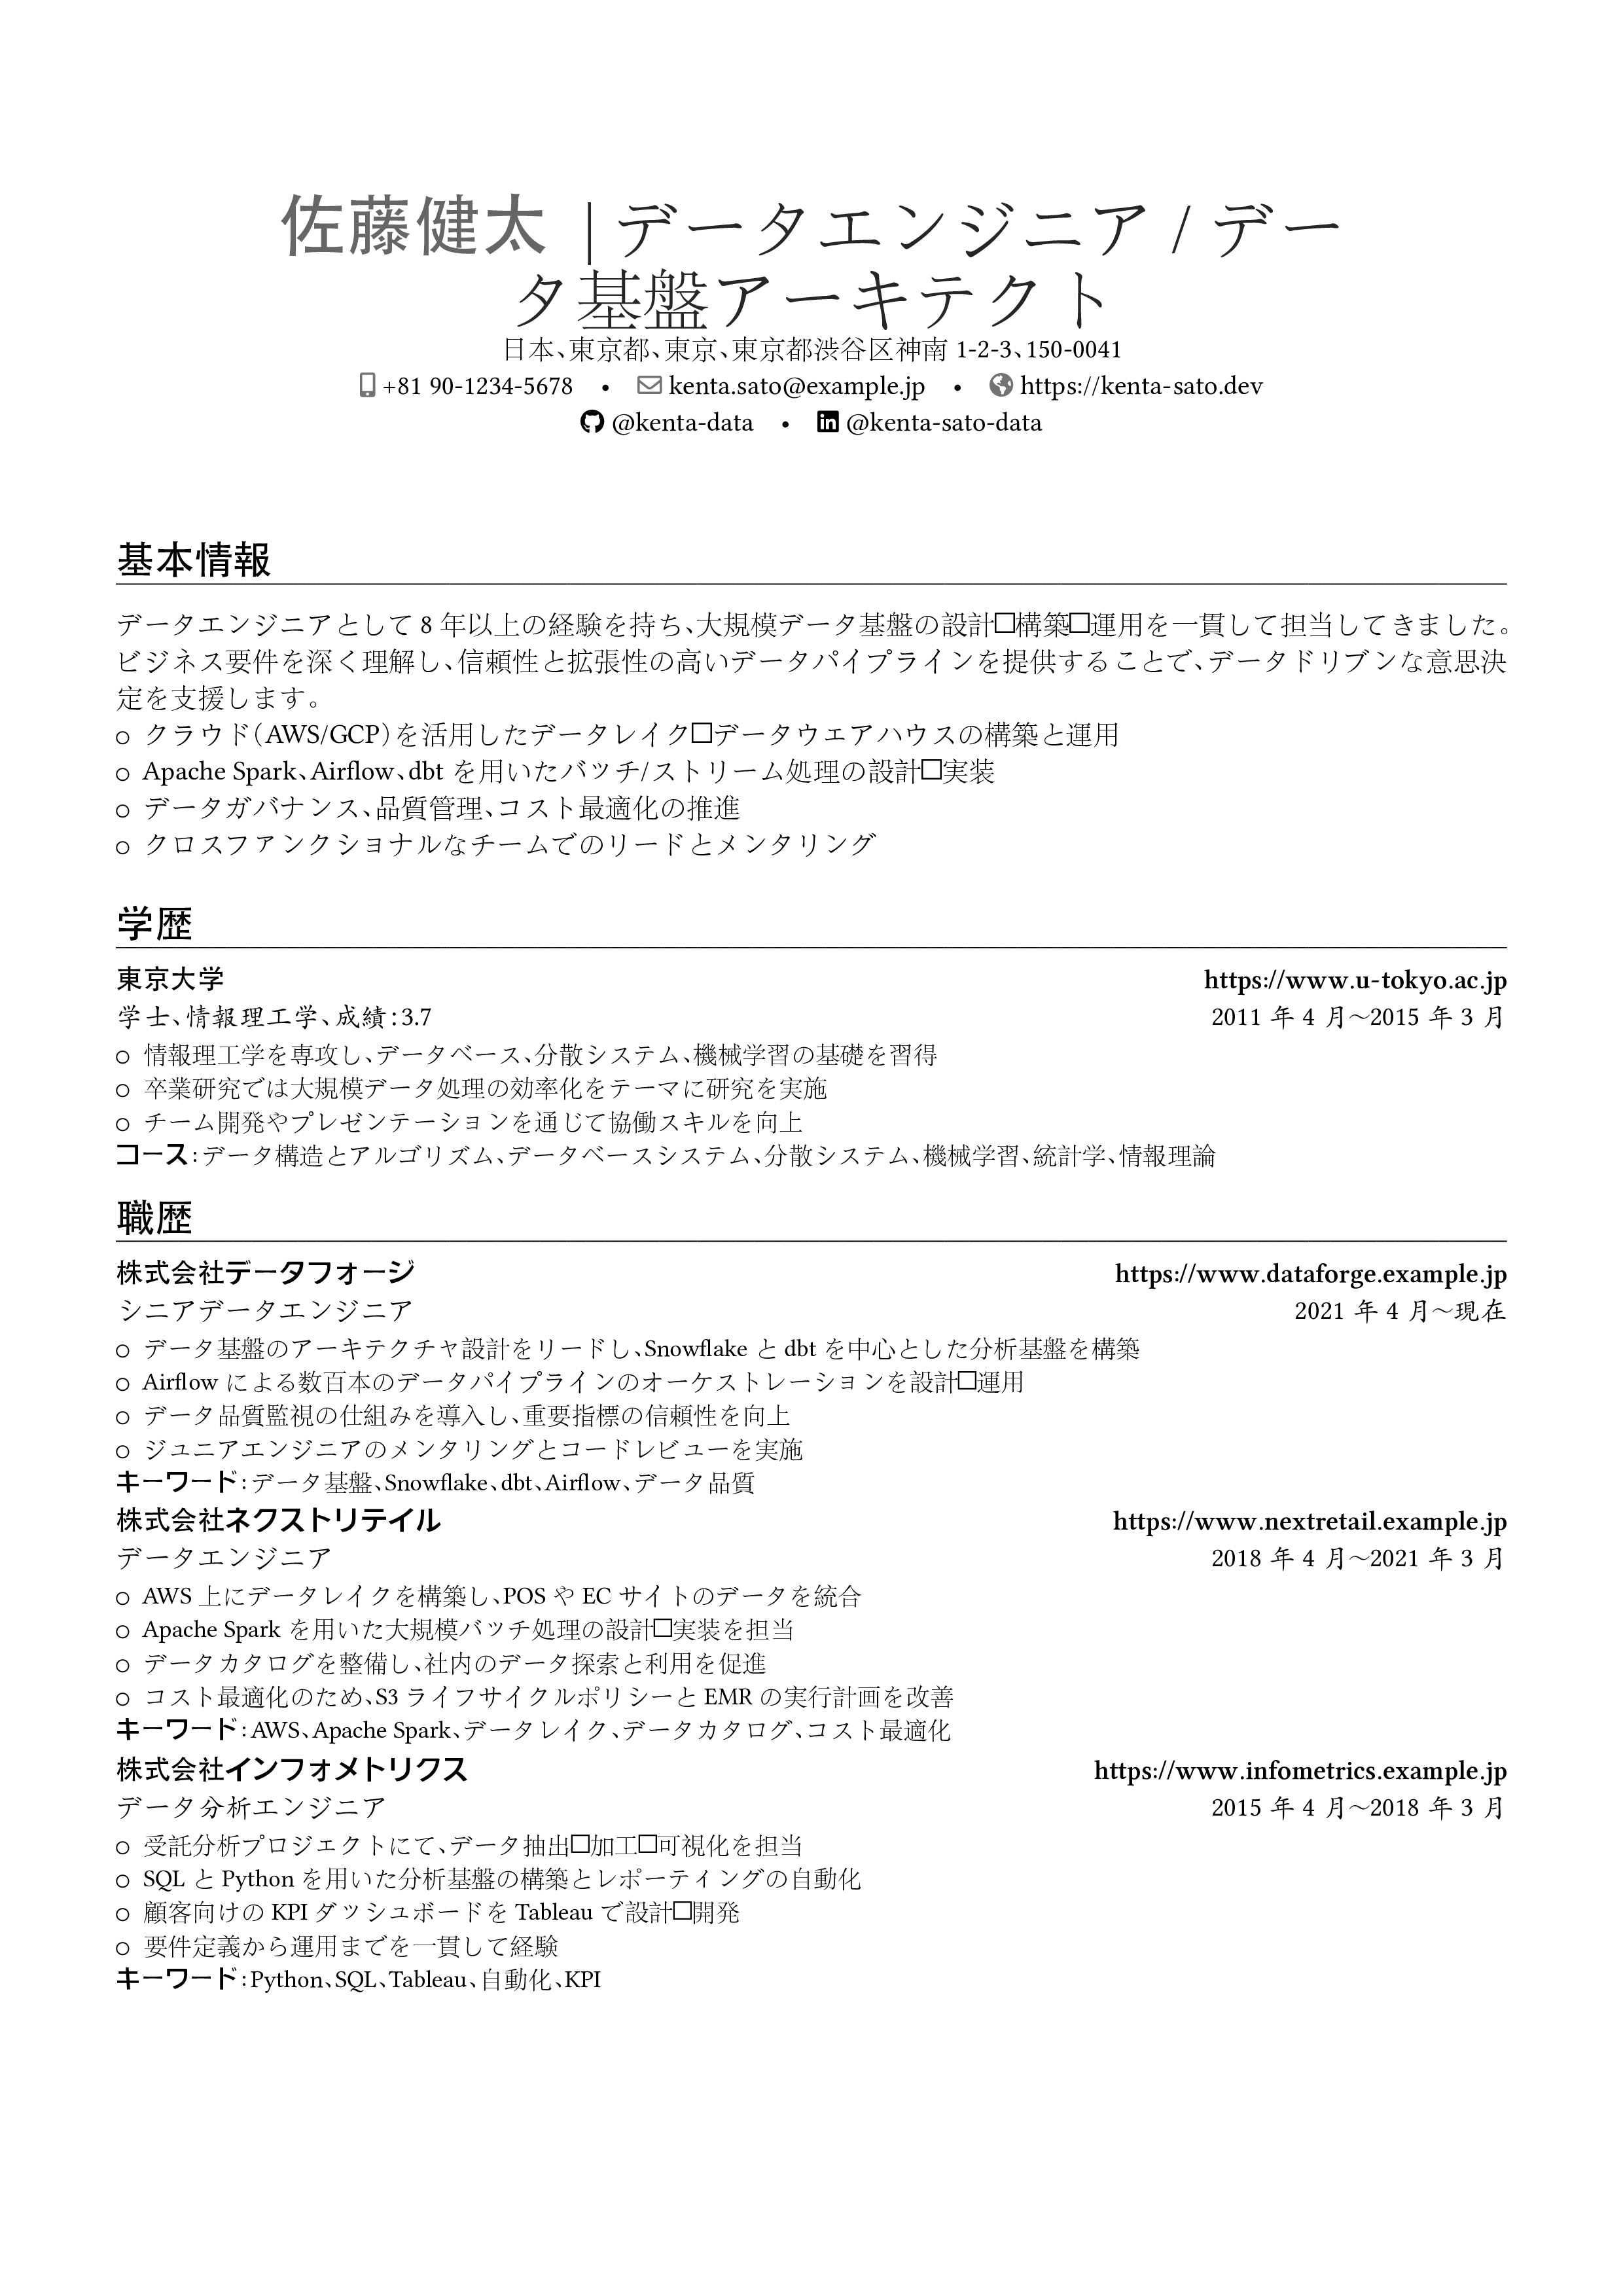 佐藤健太 | データエンジニア / デー
タ基盤アーキテクト
日本、東京都、東京、東京都渋谷区神南 1-2-3、150-0041
+81 90-1234-5678 • kenta.sato@example.jp • https://kenta-sato.dev
@kenta-data • @kenta-sato-data
基本情報
データエンジニアとして 8 年以上の経験を持ち、大規模データ基盤の設計□構築□運用を一貫して担当してきました。
ビジネス要件を深く理解し、信頼性と拡張性の高いデータパイプラインを提供することで、データドリブンな意思決
定を支援します。
○ クラウド（AWS/GCP）を活用したデータレイク□データウェアハウスの構築と運用
○ Apache Spark、Airflow、dbt を用いたバッチ/ストリーム処理の設計□実装
○ データガバナンス、品質管理、コスト最適化の推進
○ クロスファンクショナルなチームでのリードとメンタリング
学歴
東京大学 https://www.u-tokyo.ac.jp
学士、情報理工学、成績：3.7 2011 年 4 月～2015 年 3 月
○ 情報理工学を専攻し、データベース、分散システム、機械学習の基礎を習得
○ 卒業研究では大規模データ処理の効率化をテーマに研究を実施
○ チーム開発やプレゼンテーションを通じて協働スキルを向上
コース：データ構造とアルゴリズム、データベースシステム、分散システム、機械学習、統計学、情報理論
職歴
株式会社データフォージ https://www.dataforge.example.jp
シニアデータエンジニア 2021 年 4 月～現在
○ データ基盤のアーキテクチャ設計をリードし、Snowflake と dbt を中心とした分析基盤を構築
○ Airflow による数百本のデータパイプラインのオーケストレーションを設計□運用
○ データ品質監視の仕組みを導入し、重要指標の信頼性を向上
○ ジュニアエンジニアのメンタリングとコードレビューを実施
キーワード：データ基盤、Snowflake、dbt、Airflow、データ品質
株式会社ネクストリテイル https://www.nextretail.example.jp
データエンジニア 2018 年 4 月～2021 年 3 月
○ AWS 上にデータレイクを構築し、POS や EC サイトのデータを統合
○ Apache Spark を用いた大規模バッチ処理の設計□実装を担当
○ データカタログを整備し、社内のデータ探索と利用を促進
○ コスト最適化のため、S3 ライフサイクルポリシーと EMR の実行計画を改善
キーワード：AWS、Apache Spark、データレイク、データカタログ、コスト最適化
株式会社インフォメトリクス https://www.infometrics.example.jp
データ分析エンジニア 2015 年 4 月～2018 年 3 月
○ 受託分析プロジェクトにて、データ抽出□加工□可視化を担当
○ SQL と Python を用いた分析基盤の構築とレポーティングの自動化
○ 顧客向けの KPI ダッシュボードを Tableau で設計□開発
○ 要件定義から運用までを一貫して経験
キーワード：Python、SQL、Tableau、自動化、KPI